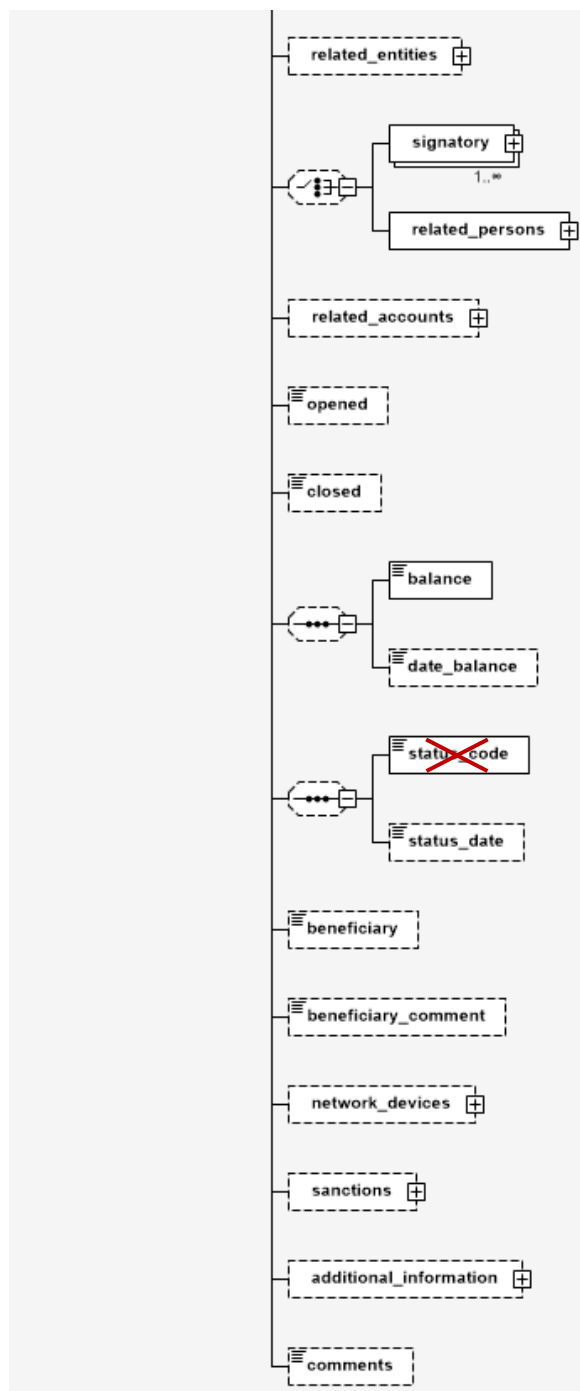 related_entities
signatory
1..∞
related_persons
related_accounts
opened
closed
balance
date_balance
status_code
status_date
beneficiary
beneficiary_comment
network_devices
sanctions
additional_information
comments